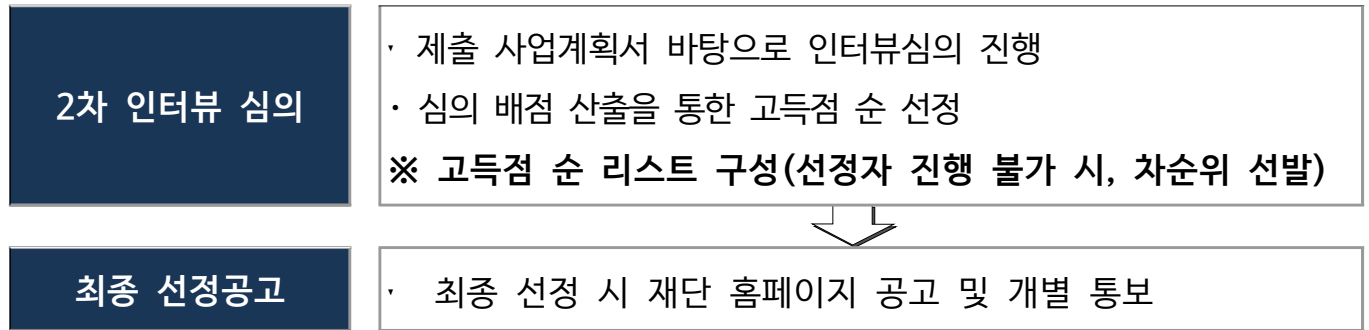 2차 인터뷰 심의
· 제출 사업계획서 바탕으로 인터뷰심의 진행
· 심의 배점 산출을 통한 고득점 순 선정
※ 고득점 순 리스트 구성(선정자 진행 불가 시, 차순위 선발)
최종 선정공고
· 최종 선정 시 재단 홈페이지 공고 및 개별 통보